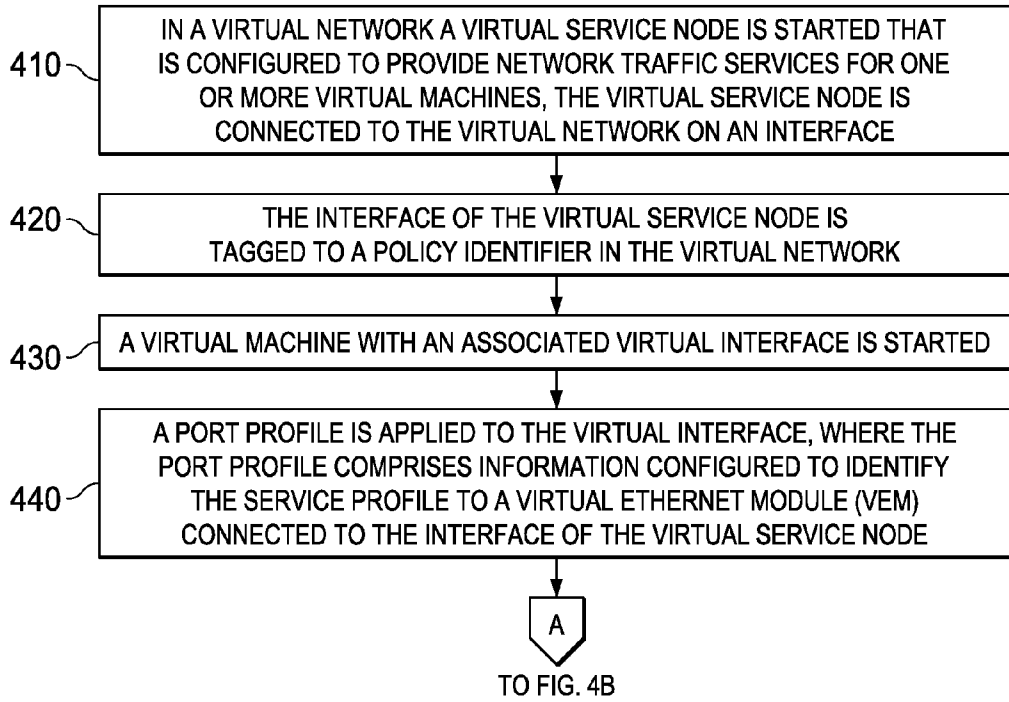 410
IN A VIRTUAL NETWORK A VIRTUAL SERVICE NODE IS STARTED THAT
IS CONFIGURED TO PROVIDE NETWORK TRAFFIC SERVICES FOR ONE
OR MORE VIRTUAL MACHINES, THE VIRTUAL SERVICE NODE IS
CONNECTED TO THE VIRTUAL NETWORK ON AN INTERFACE
420
THE INTERFACE OF THE VIRTUAL SERVICE NODE IS
TAGGED TO A POLICY IDENTIFIER IN THE VIRTUAL NETWORK
430
A VIRTUAL MACHINE WITH AN ASSOCIATED VIRTUAL INTERFACE IS STARTED
440
A PORT PROFILE IS APPLIED TO THE VIRTUAL INTERFACE, WHERE THE
PORT PROFILE COMPRISES INFORMATION CONFIGURED TO IDENTIFY
THE SERVICE PROFILE TO A VIRTUAL ETHERNET MODULE (VEM)
CONNECTED TO THE INTERFACE OF THE VIRTUAL SERVICE NODE
A
TO FIG. 4B